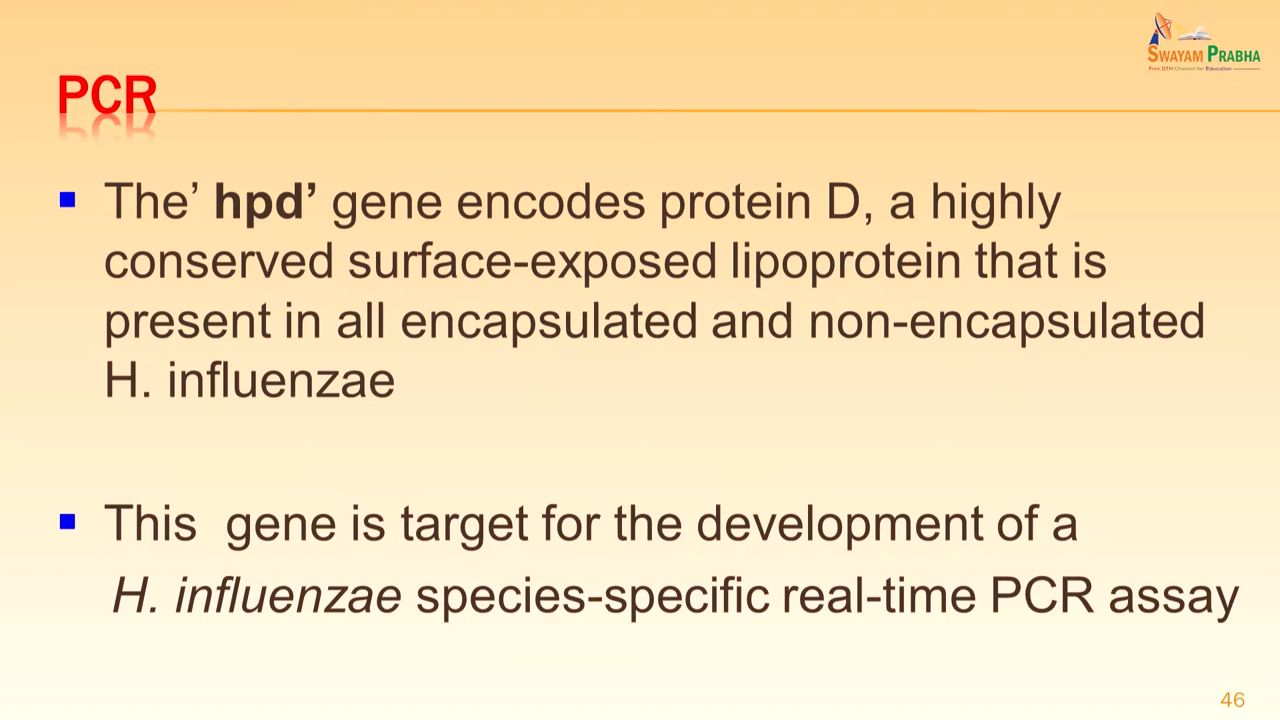 SWAYAM PRABHA
Free DTH Channel for Education
PCR
The’ hpd’ gene encodes protein D, a highly
conserved surface-exposed lipoprotein that is
present in all encapsulated and non-encapsulated
H. influenzae
This  gene is target for the development of a
H. influenzae species-specific real-time PCR assay
46